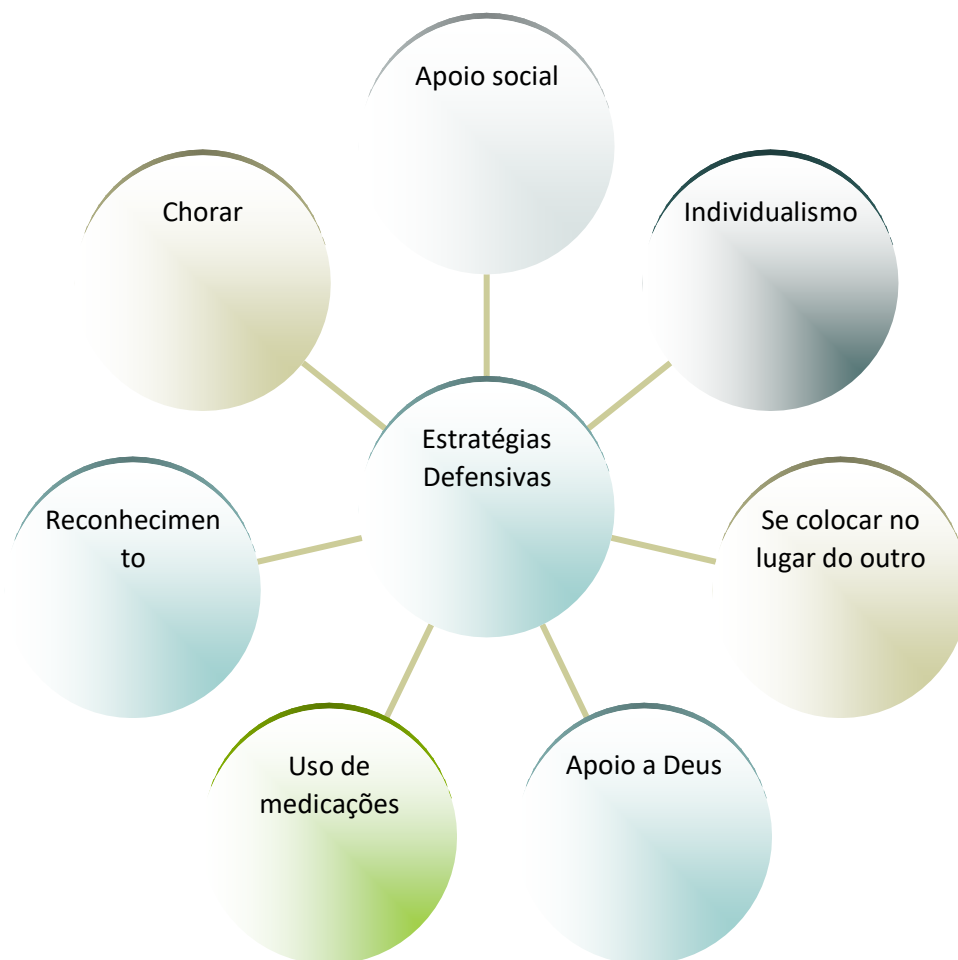 Apoio social
Chorar
Individualismo
Estratégias
Defensivas
Reconhecimen
to
Se colocar no
lugar do outro
Uso de
medicações
Apoio a Deus